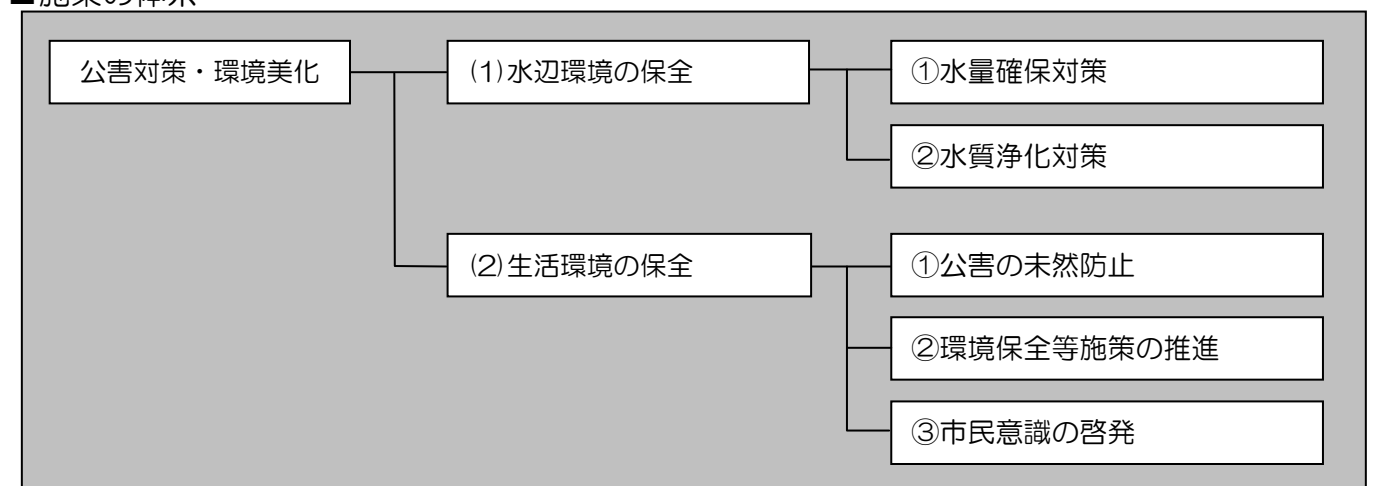 公害対策・環境美化
(1)水辺環境の保全
①水量確保対策
②水質浄化対策
(2)生活環境の保全
①公害の未然防止
②環境保全等施策の推進
③市民意識の啓発